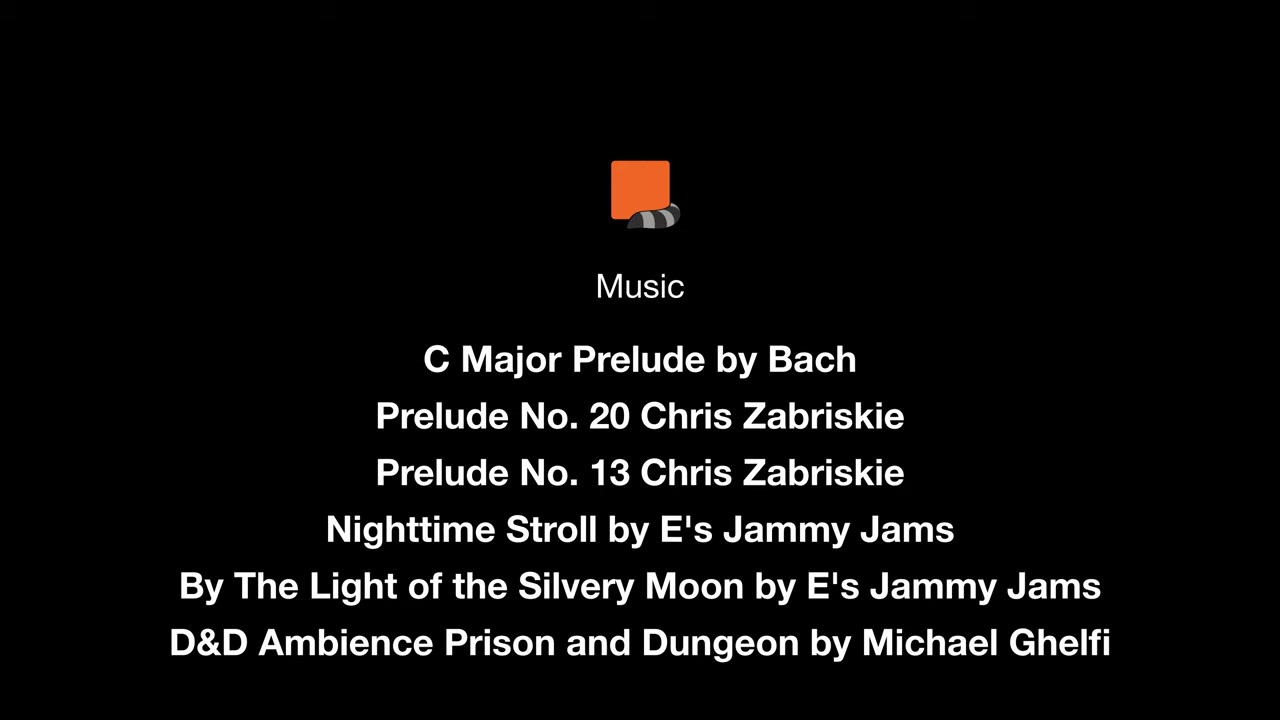 Music
C Major Prelude by Bach
Prelude No. 20 Chris Zabriskie
Prelude No. 13 Chris Zabriskie
Nighttime Stroll by E's Jammy Jams
By The Light of the Silvery Moon by E's Jammy Jams
D&D Ambience Prison and Dungeon by Michael Ghelfi